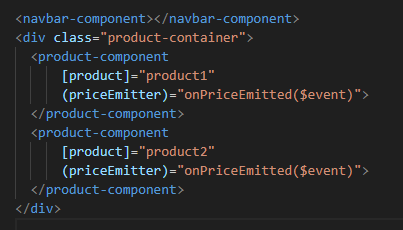 <navbar-component></navbar-component>
<div class="product-container">
  <product-component
      [product]="product1"
      (priceEmitter)="onPriceEmitted($event)">
  </product-component>
  <product-component
      [product]="product2"
      (priceEmitter)="onPriceEmitted($event)">
  </product-component>
</div>